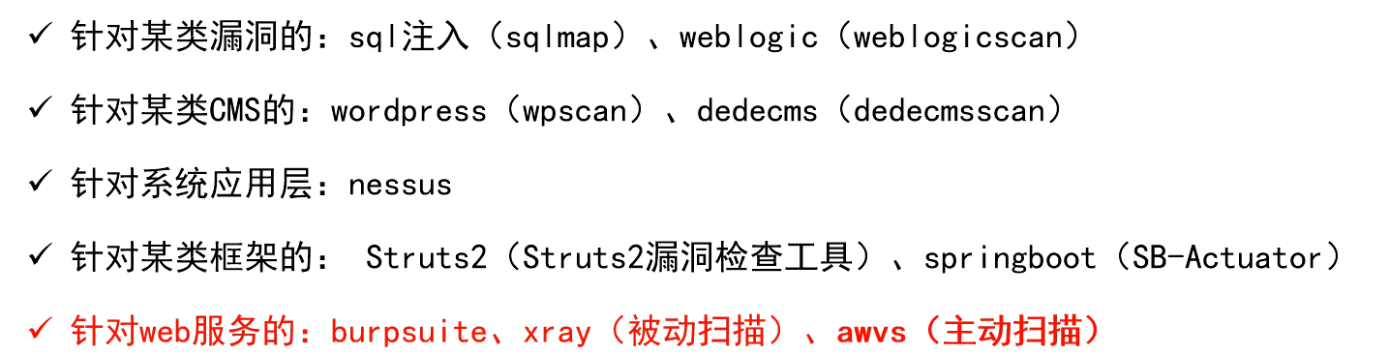 ✓ 针对某类漏洞的：sql注入（sqlmap）、weblogic（weblogicscan）
✓ 针对某类CMS的：wordpress（wpscan）、dedecms（dedecmsscan）
✓ 针对系统应用层：nessus
✓ 针对某类框架的： Struts2（Struts2漏洞检查工具）、springboot（SB-Actuator）
✓ 针对web服务的：burpsuite、xray（被动扫描）、awvs（主动扫描）